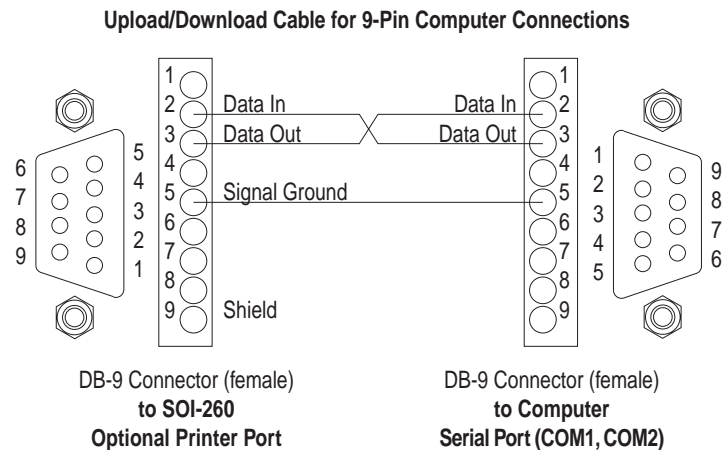 Upload/Download Cable for 9-Pin Computer Connections
1 1
2 Data In Data In 2
3 Data Out Data Out 3
4 4
5 Signal Ground 5
6 6
7 7
8 8
9 Shield 9
6 5
7 4
8 3
9 2
1
1 9
2 8
3 7
4 6
5
DB-9 Connector (female)
to SOI-260
Optional Printer Port
DB-9 Connector (female)
to Computer
Serial Port (COM1, COM2)